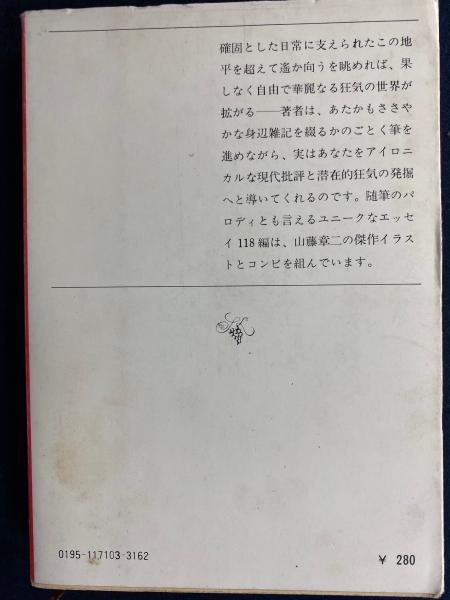 確固とした日常に支えられたこの地
平を超えて遙か向うを眺めれば、果
しなく自由で華麗なる狂気の世界が
拡がる——著者は、あたかもささや
かな身辺雑記を綴るかのごとく筆を
進めながら、実はあなたをアイロニ
カルな現代批評と潜在的狂気の発掘
へと導いてくれるのです。随筆のパ
ロディとも言えるユニークなエッセ
イ118編は、山藤章二の傑作イラス
トとコンビを組んでいます。
0195-117103-3162
￥ 280